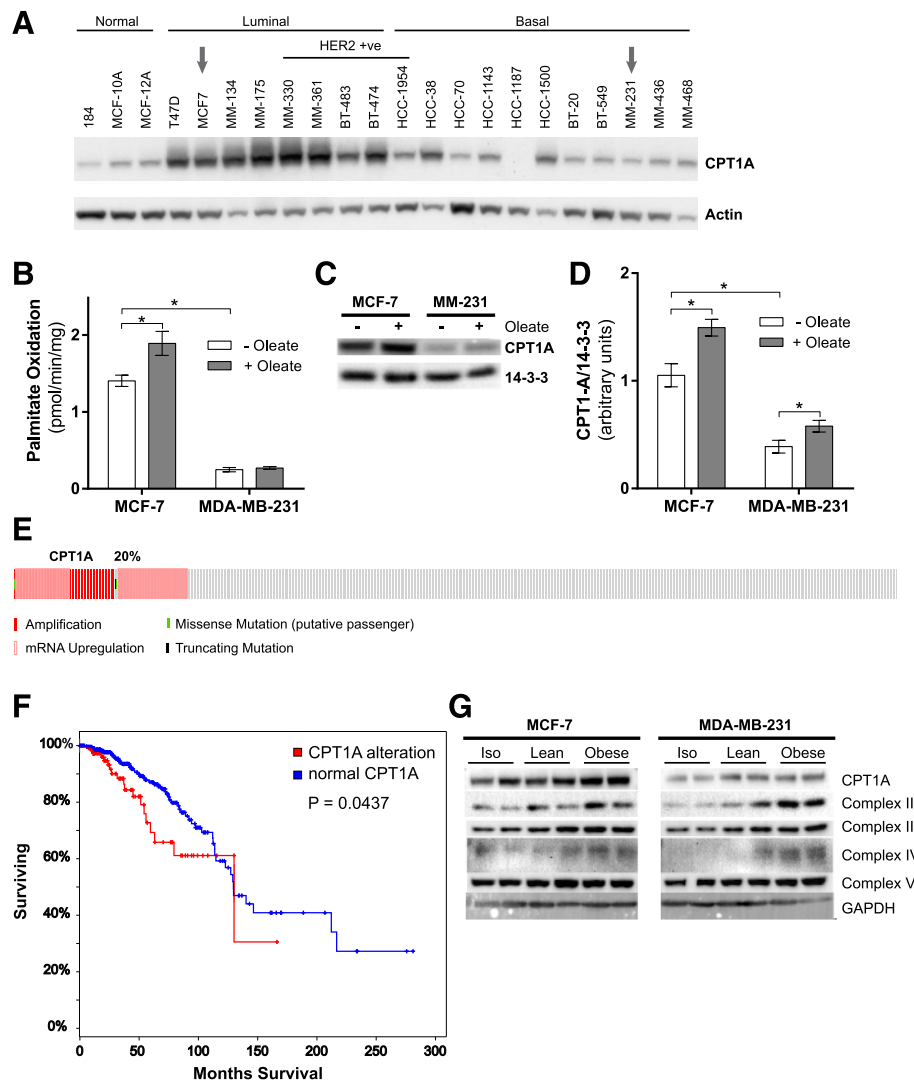 A
Normal Luminal Basal
HER2 +ve
184 MCF-10A MCF-12A T47D MCF7 MM-134 MM-175 MM-330 MM-361 BT-483 BT-474 HCC-1954 HCC-38 HCC-70 HCC-1143 HCC-1187 HCC-1500 BT-20 BT-549 MM-231 MM-436 MM-468
CPT1A
Actin
B
Palmitate Oxidation
(pmol/min/mg)
2
1
0
*
*
- Oleate
+ Oleate
MCF-7 MDA-MB-231
C
MCF-7 MM-231
- + - + Oleate
CPT1A
14-3-3
D
CPT1-A/14-3-3
(arbitrary units)
2
1
0
*
*
*
- Oleate
+ Oleate
MCF-7 MDA-MB-231
E
CPT1A 20%
Amplification
Missense Mutation (putative passenger)
mRNA Upregulation
Truncating Mutation
F
Surviving
100%
80%
60%
40%
20%
0%
CPT1A alteration
normal CPT1A
P = 0.0437
0 50 100 150 200 250 300
Months Survival
G
MCF-7 MDA-MB-231
Iso Lean Obese Iso Lean Obese
CPT1A
Complex II
Complex II
Complex IV
Complex V
GAPDH